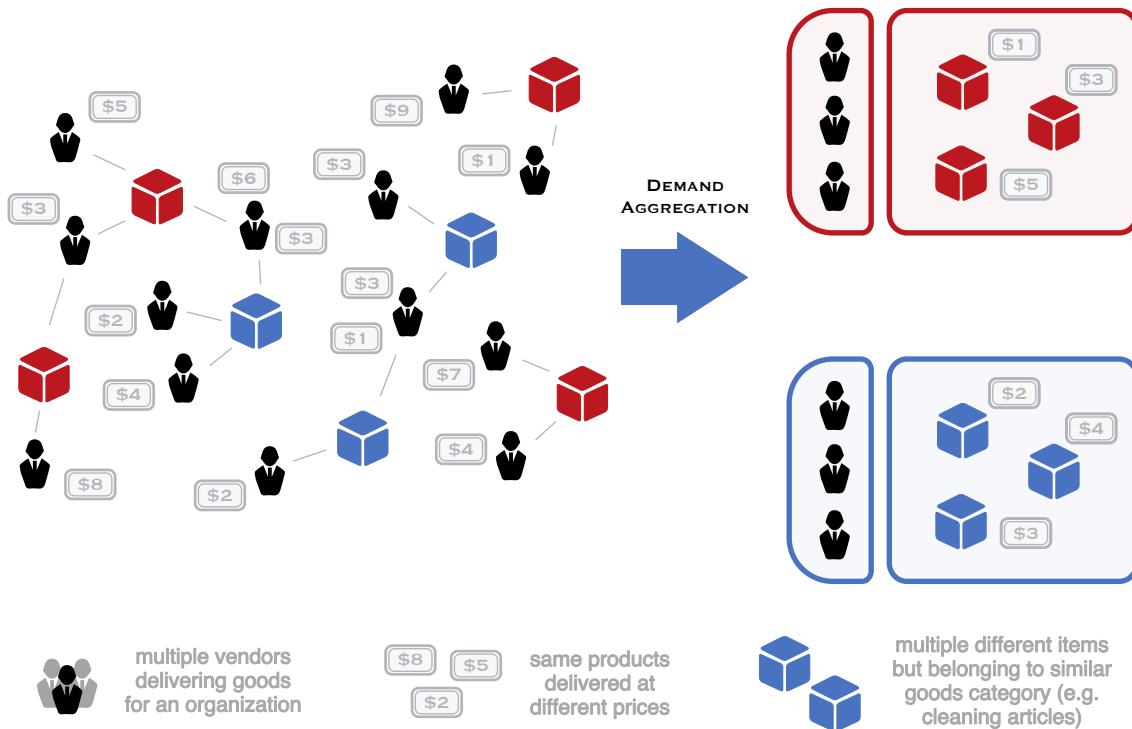 $1
$3
$9
$5
DEMAND
AGGREGATION
$3
$1
$6
$5
$3
$3
$3
$2
$1
$7
$4
$2
$4
$4
$8
$2
$3
multiple vendors
delivering goods
for an organization
$8
$5
$2
same products
delivered at
different prices
multiple different items
but belonging to similar
goods category (e.g.
cleaning articles)